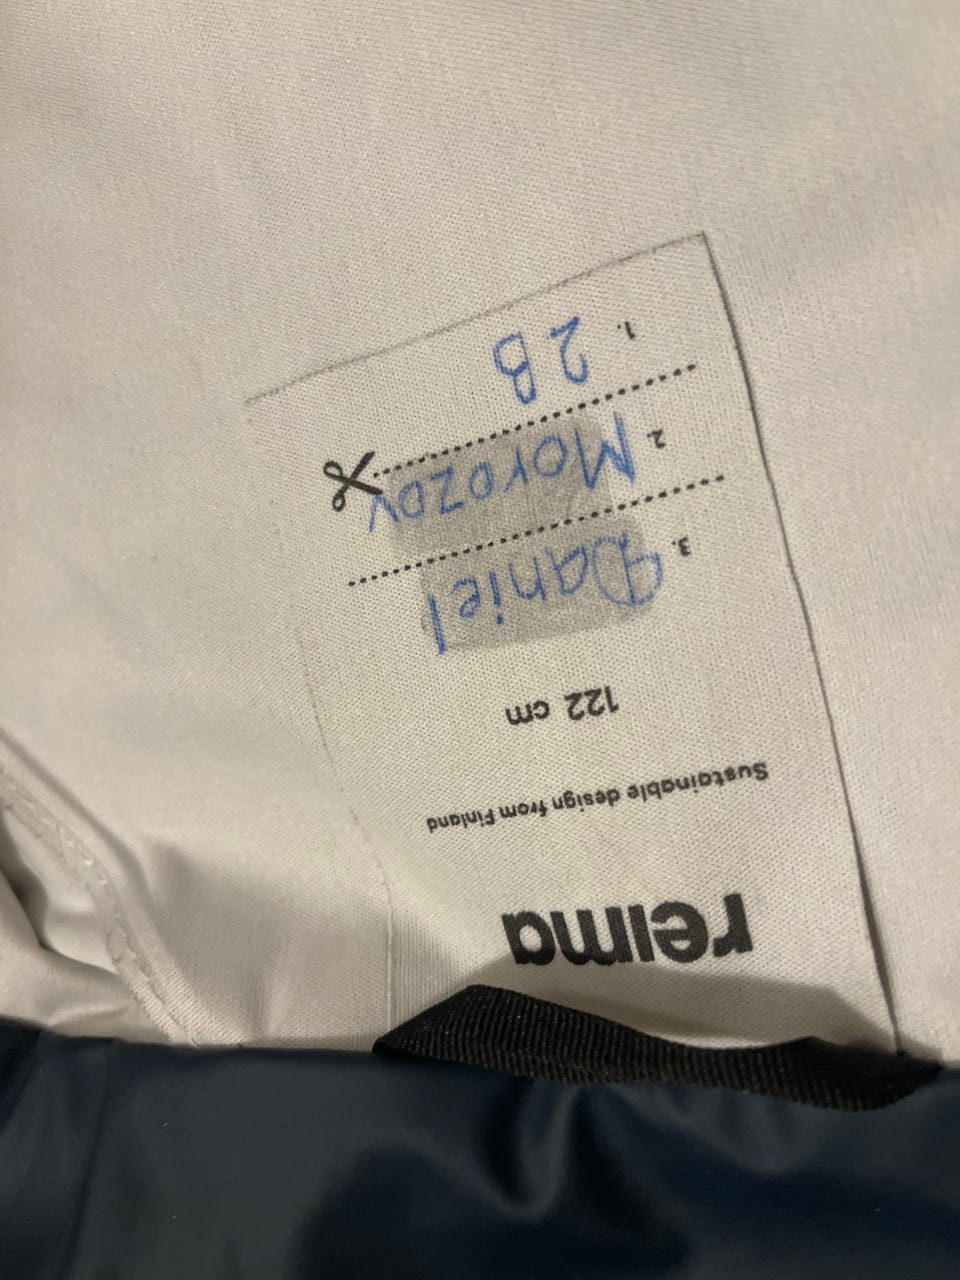 reima
Sustainable design from Finland
122 cm
3. Daniel
2. Morozov
1. 2B